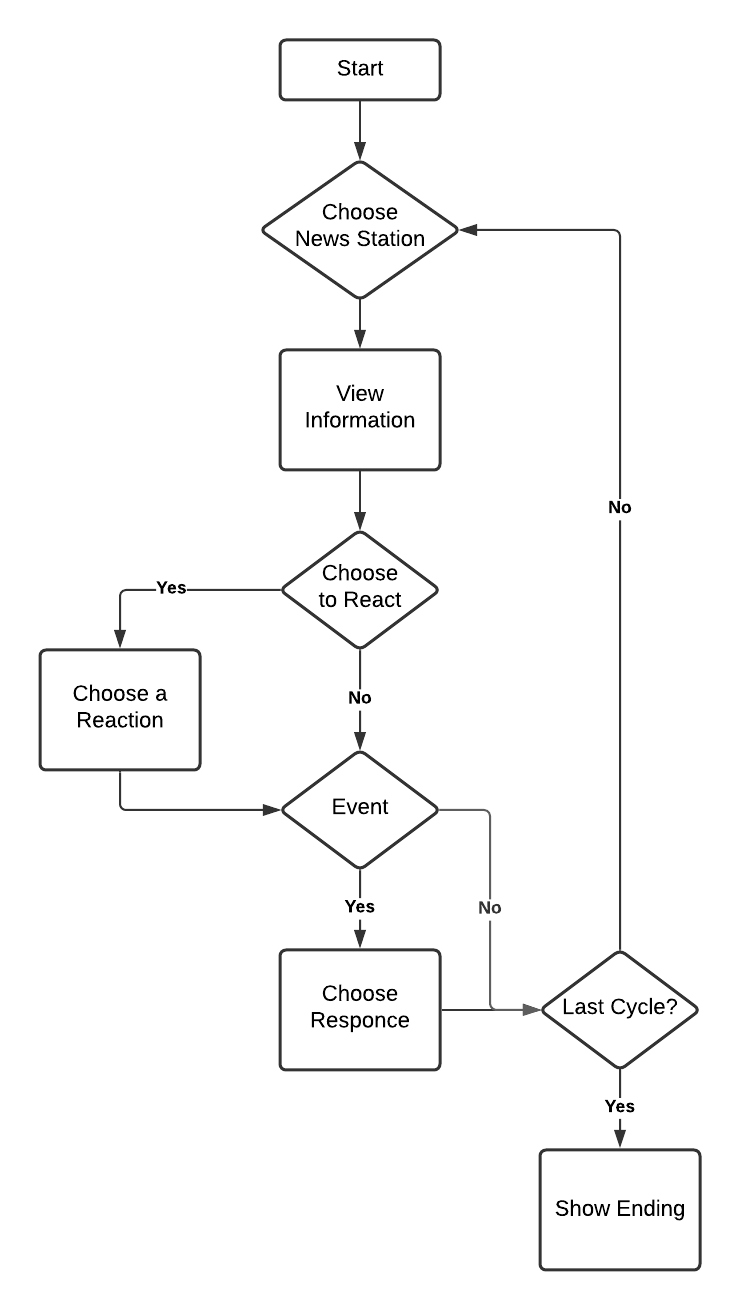 Start
Choose
News Station
View
Information
No
Choose
to React
Yes
Choose a
Reaction
No
Event
Yes
No
Choose
Responce
Last Cycle?
Yes
Show Ending